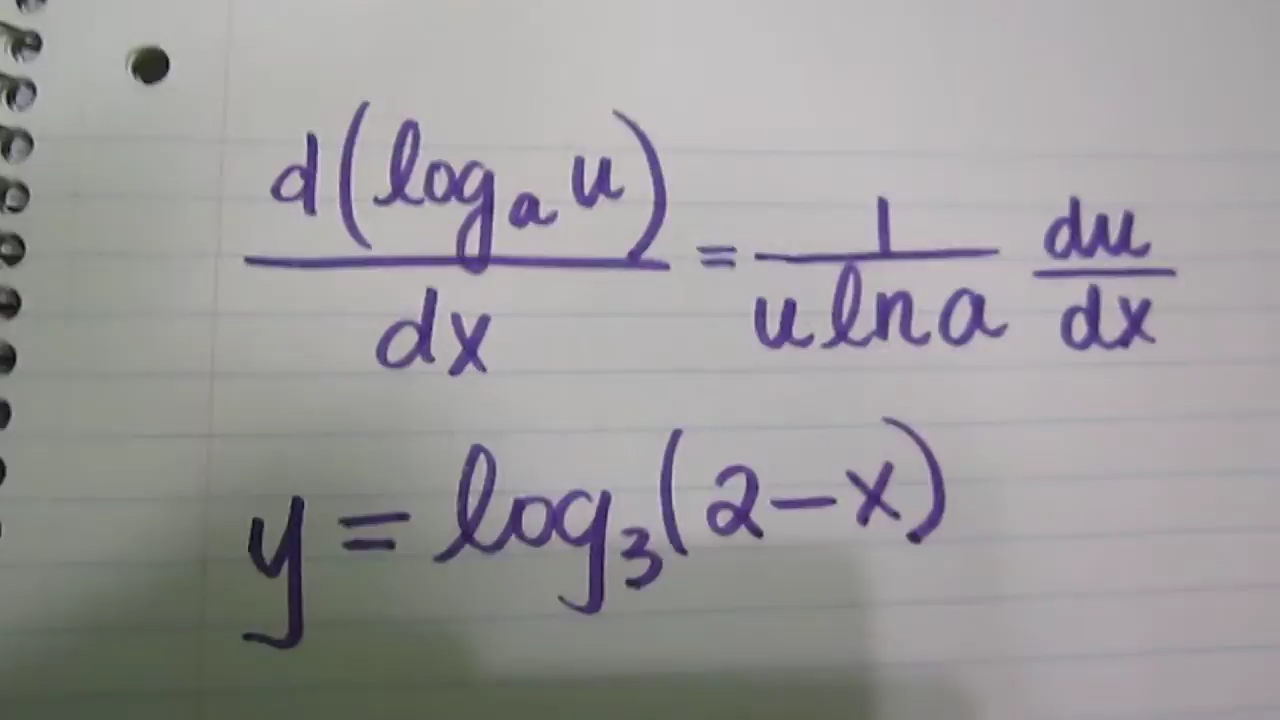 d(log_a u)/dx = 1/(u ln a) du/dx
y = log_3(2-x)